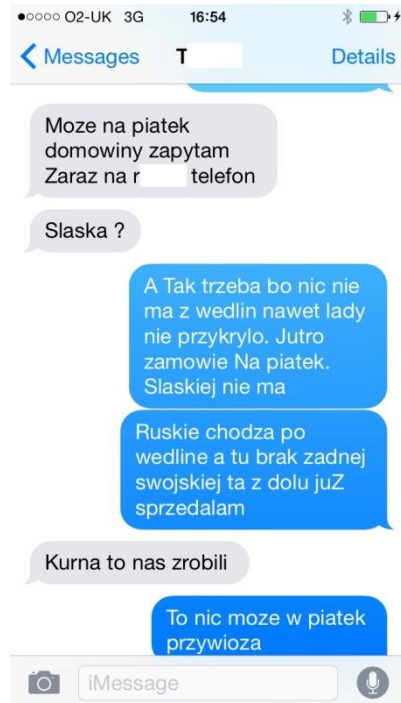 O2-UK 3G 16:54
Messages T Details
Moze na piatek
domowiny zapytam
Zaraz na r telefon
Slaska ?
A Tak trzeba bo nic nie
ma z wedlin nawet lady
nie przykrylo. Jutro
zamowie Na piatek.
Slaskiej nie ma
Ruskie chodza po
wedline a tu brak zadnej
swojskiej ta z dolu juZ
sprzedalam
Kurna to nas zrobili
To nic moze w piatek
przywioza
iMessage